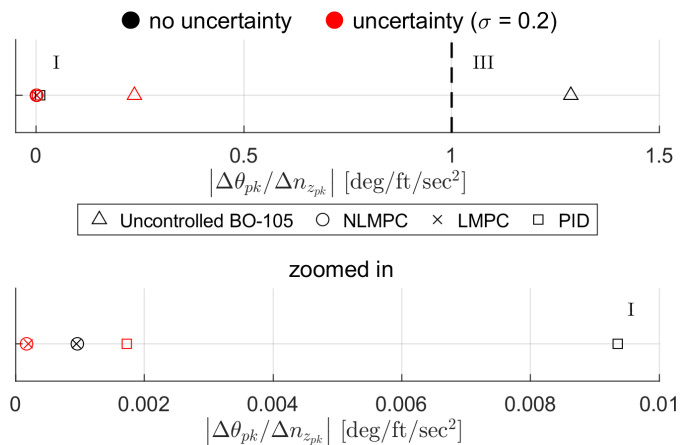 no uncertainty uncertainty (σ = 0.2)
I III
0 0.5 1 1.5
|Δθ_pk/Δn_z_pk| [deg/ft/sec²]
Uncontrolled BO-105 NLMPC LMPC PID
zoomed in
I
0 0.002 0.004 0.006 0.008 0.01
|Δθ_pk/Δn_z_pk| [deg/ft/sec²]